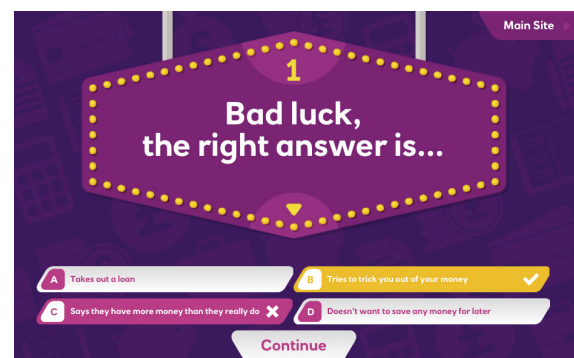 Main Site
1
Bad luck,
the right answer is...
A Takes out a loan
B Tries to trick you out of your money
C Says they have more money than they really do
D Doesn't want to save any money for later
Continue